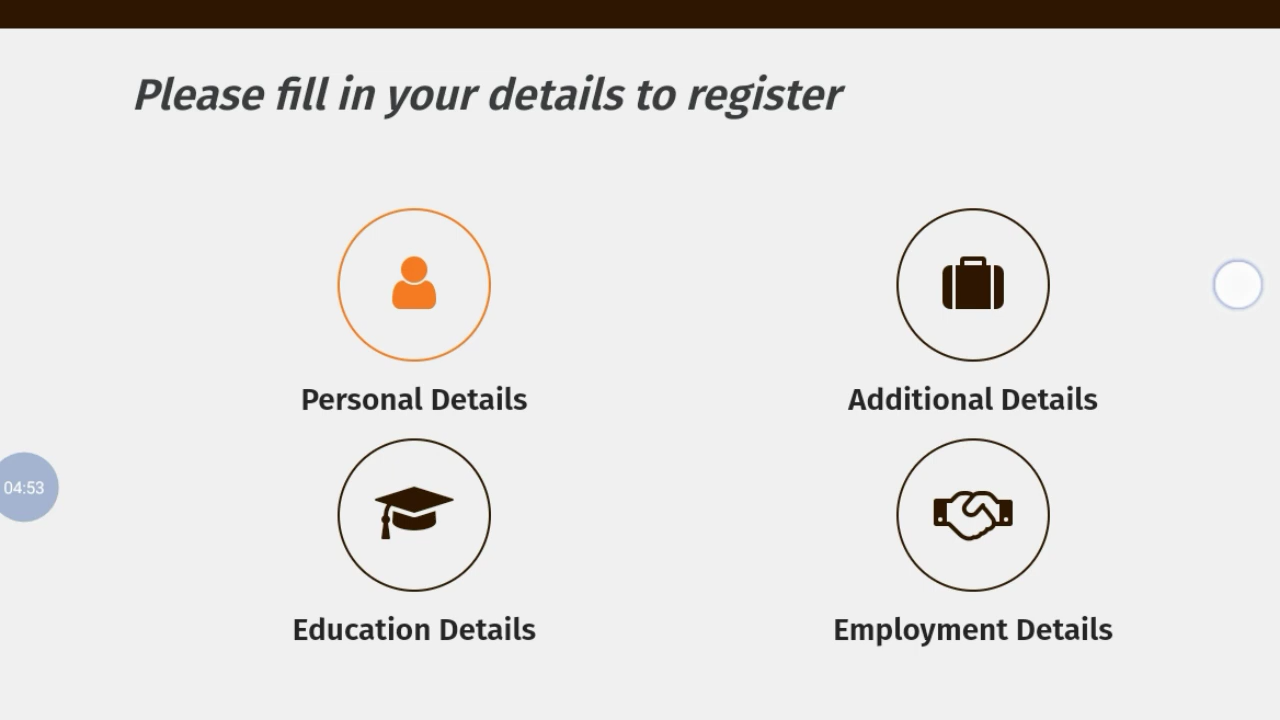 Please fill in your details to register
Personal Details
Additional Details
04:53
Education Details
Employment Details